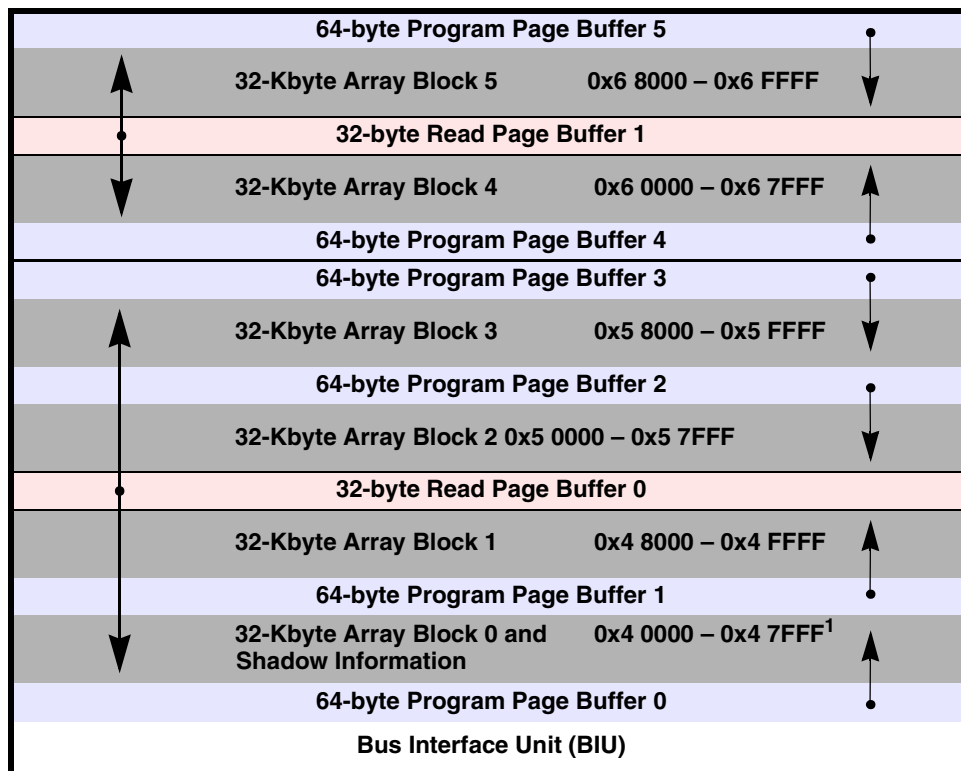 64-byte Program Page Buffer 5
32-Kbyte Array Block 5 0x6 8000 – 0x6 FFFF
32-byte Read Page Buffer 1
32-Kbyte Array Block 4 0x6 0000 – 0x6 7FFF
64-byte Program Page Buffer 4
64-byte Program Page Buffer 3
32-Kbyte Array Block 3 0x5 8000 – 0x5 FFFF
64-byte Program Page Buffer 2
32-Kbyte Array Block 2 0x5 0000 – 0x5 7FFF
32-byte Read Page Buffer 0
32-Kbyte Array Block 1 0x4 8000 – 0x4 FFFF
64-byte Program Page Buffer 1
32-Kbyte Array Block 0 and 0x4 0000 – 0x4 7FFF¹
Shadow Information
64-byte Program Page Buffer 0
Bus Interface Unit (BIU)